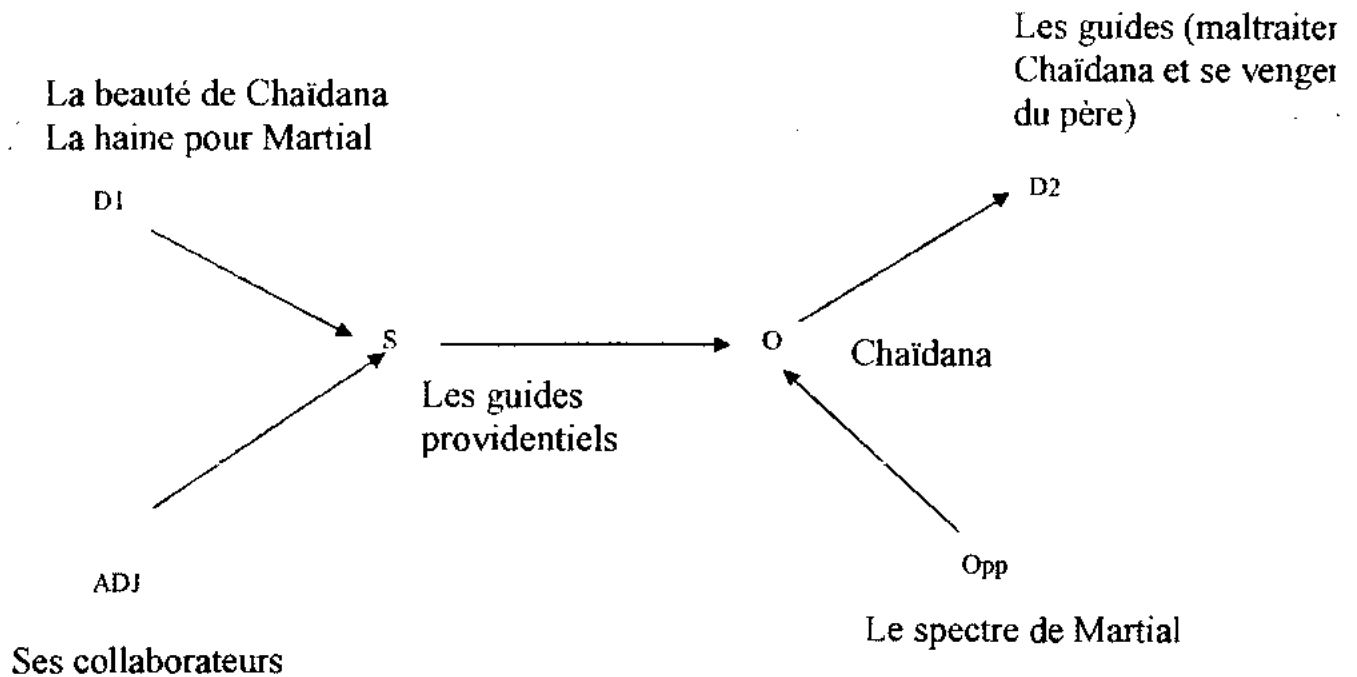 Les guides (maltraiter
Chaïdana et se venger
du père)
La beauté de Chaïdana
La haine pour Martial
D1
D2
S
O
Chaïdana
Les guides
providentiels
ADJ
Opp
Le spectre de Martial
Ses collaborateurs